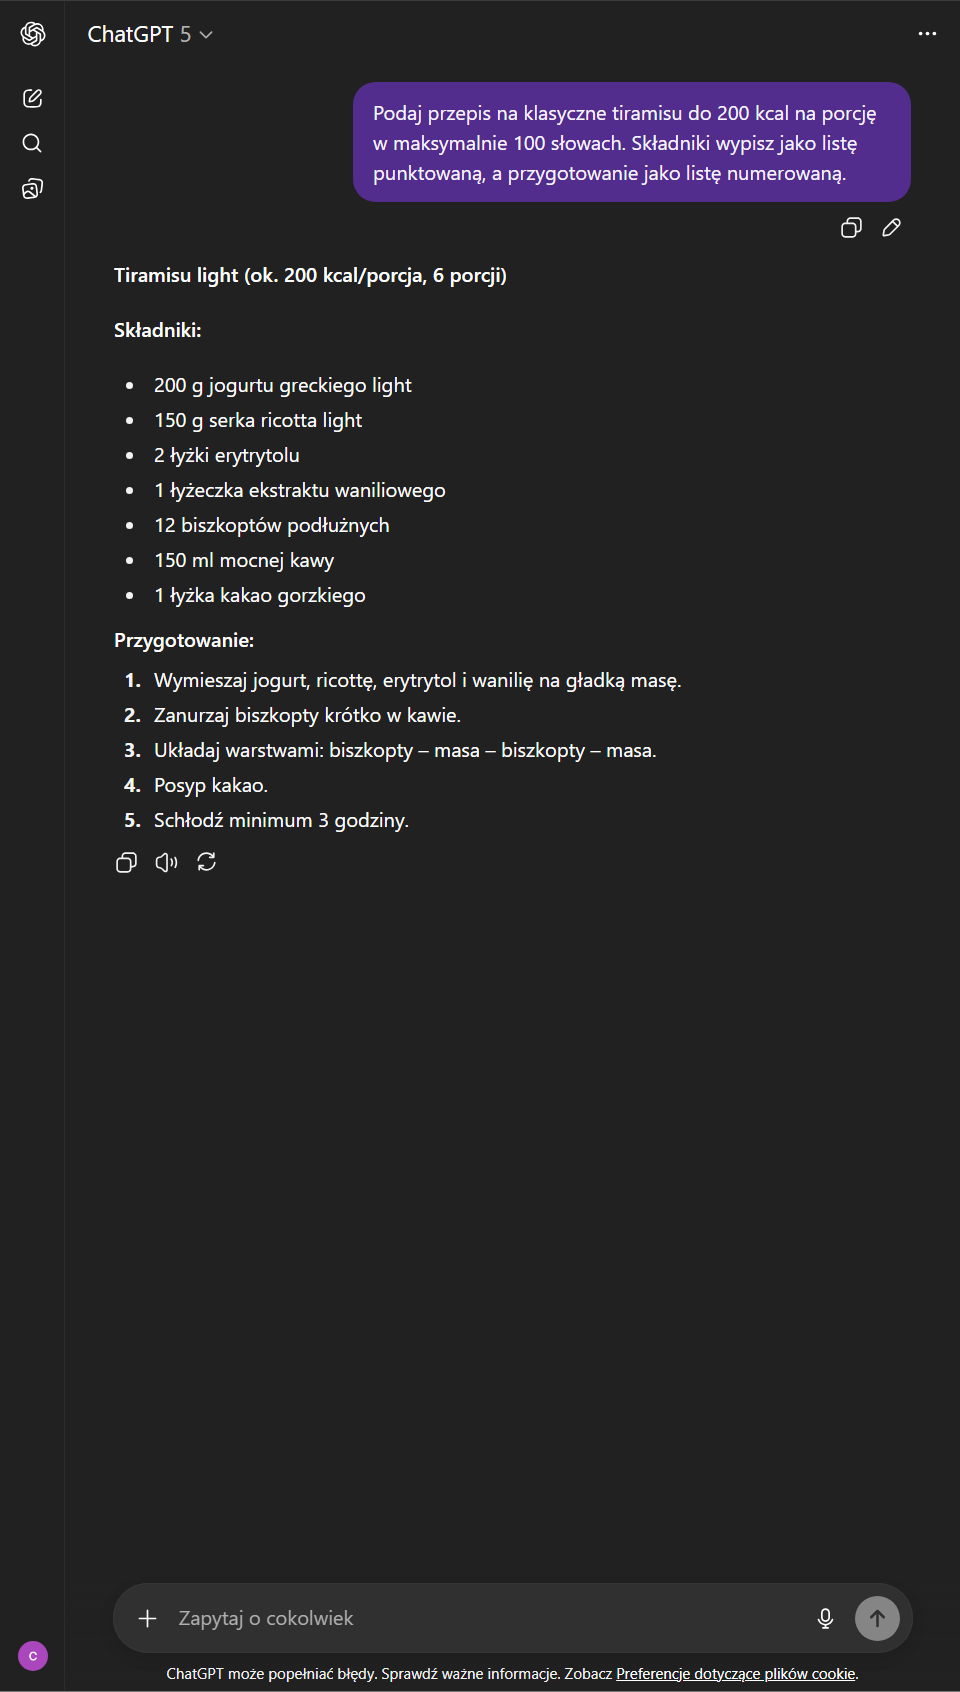 ChatGPT 5
Podaj przepis na klasyczne tiramisu do 200 kcal na porcję
w maksymalnie 100 słowach. Składniki wypisz jako listę
punktowaną, a przygotowanie jako listę numerowaną.
Tiramisu light (ok. 200 kcal/porcja, 6 porcji)
Składniki:
• 200 g jogurtu greckiego light
• 150 g serka ricotta light
• 2 łyżki erytrytolu
• 1 łyżeczka ekstraktu waniliowego
• 12 biszkoptów podłużnych
• 150 ml mocnej kawy
• 1 łyżka kakao gorzkiego
Przygotowanie:
1. Wymieszaj jogurt, ricottę, erytrytol i wanilię na gładką masę.
2. Zanurzaj biszkopty krótko w kawie.
3. Układaj warstwami: biszkopty – masa – biszkopty – masa.
4. Posyp kakao.
5. Schłodź minimum 3 godziny.
Zapytaj o cokolwiek
C
ChatGPT może popełniać błędy. Sprawdź ważne informacje. Zobacz Preferencje dotyczące plików cookie.